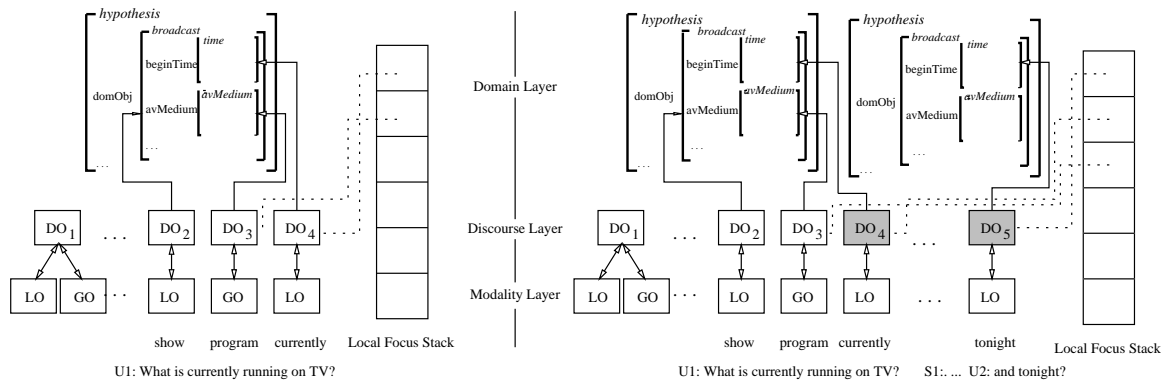 hypothesis
broadcast
time
beginTime
domObj
avMedium
avMedium
...
...
DO1 ... DO2 DO3 DO4
LO GO ... LO GO LO
show program currently
Local Focus Stack
U1: What is currently running on TV?
Domain Layer
Discourse Layer
Modality Layer
hypothesis
broadcast
time
beginTime
domObj
avMedium
avMedium
...
...
hypothesis
broadcast
time
beginTime
domObj
avMedium
avMedium
...
...
DO1 ... DO2 DO3 DO4 ... DO5
LO GO ... LO GO LO ... LO
show program currently tonight
Local Focus Stack
U1: What is currently running on TV? S1:. ... U2: and tonight?